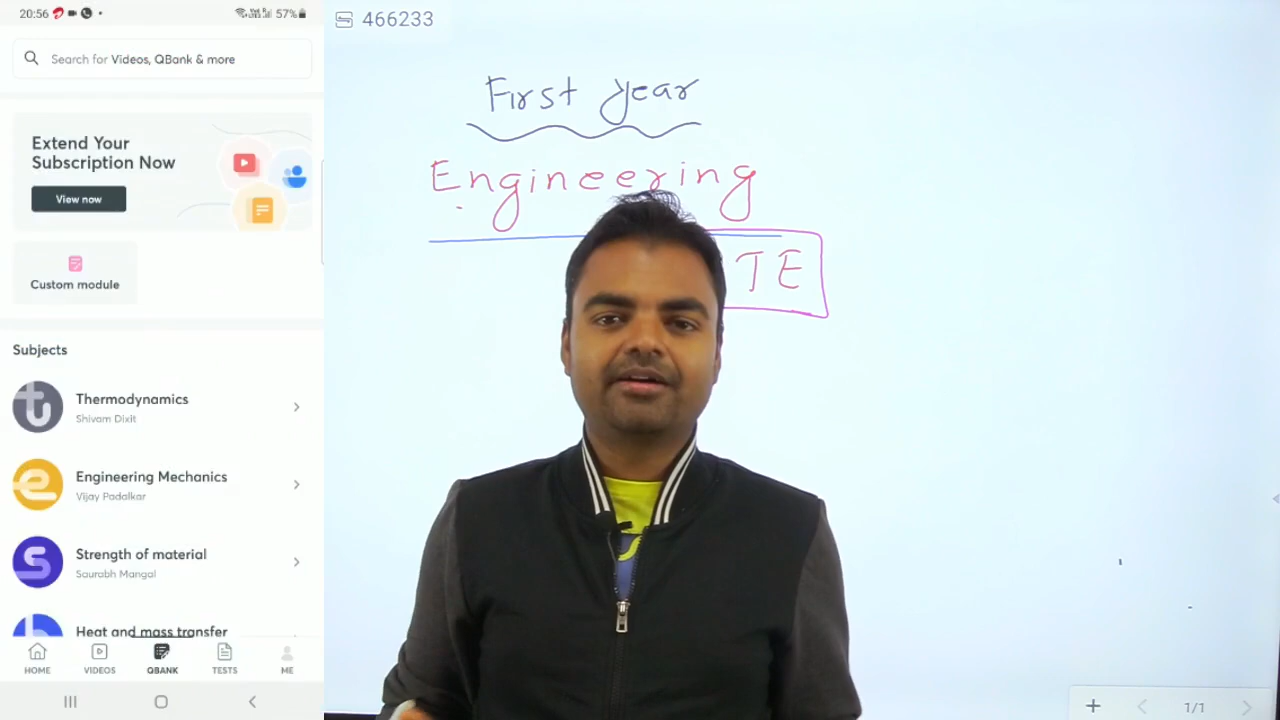 20:56
57%
Search for Videos, QBank & more
Extend Your
Subscription Now
View now
Custom module
Subjects
Thermodynamics
Shivam Dixit
Engineering Mechanics
Vijay Padalkar
Strength of material
Saurabh Mangal
Heat and mass transfer
HOME
VIDEOS
QBANK
TESTS
ME
466233
First year
Engineering
TE
1/1